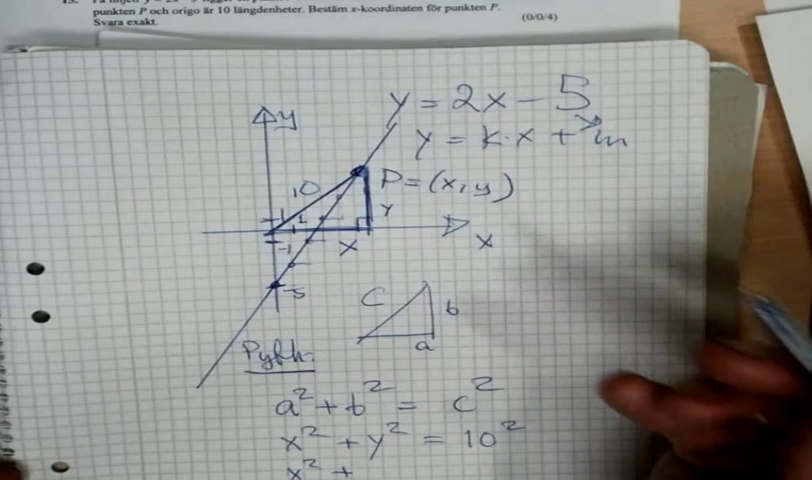 punkten P och origo är 10 längdenheter. Bestäm x-koordinaten för punkten P.
Svara exakt.
(0/0/4)
y = 2x - 5
y = k·x + m
y
10
P = (x, y)
1
y
-1
x
x
-5
C
b
a
Pyth.
a² + b² = c²
x² + y² = 10²
x² +